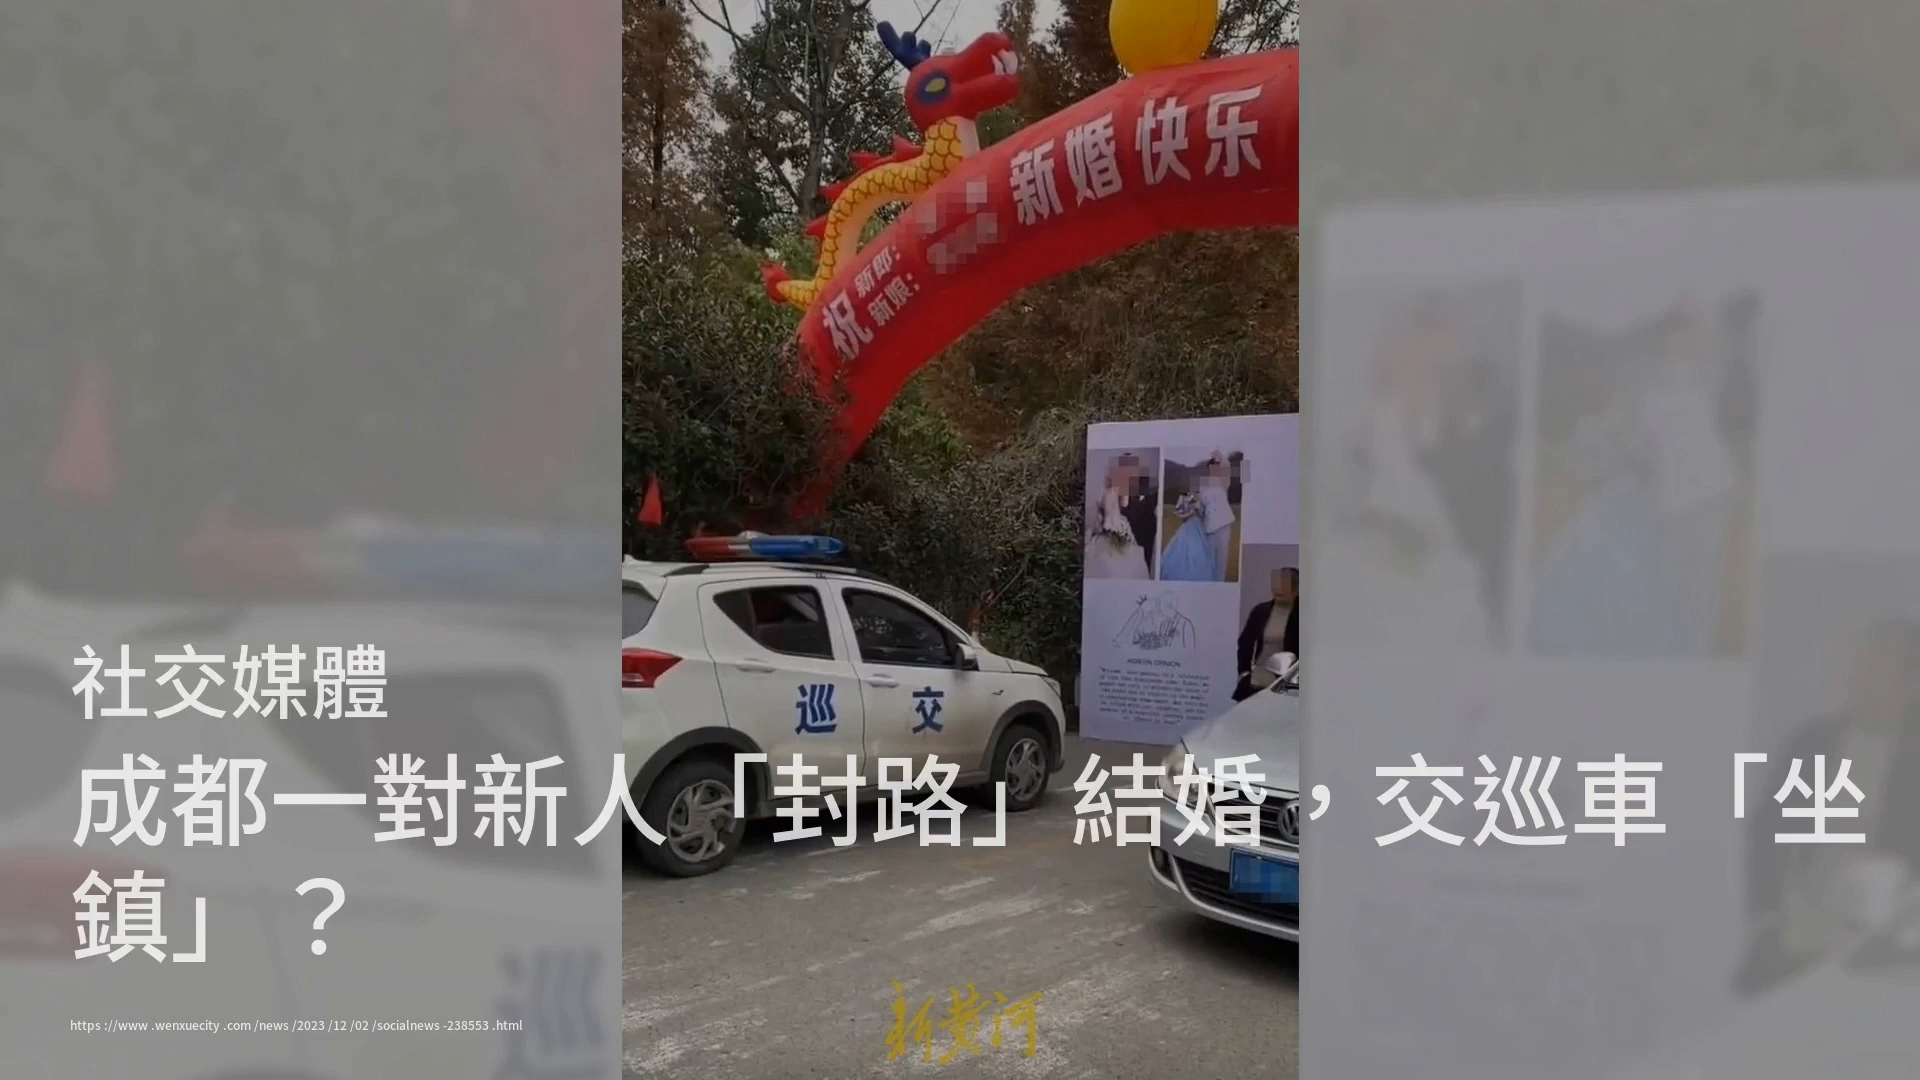 祝 新郎:
新娘:
新婚快乐
巡 交
社交媒體
成都一對新人「封路」結婚，交巡車「坐
鎮」？
https ://www .wenxuecity .com /news /2023 /12 /02 /socialnews -238553 .html
新黄河